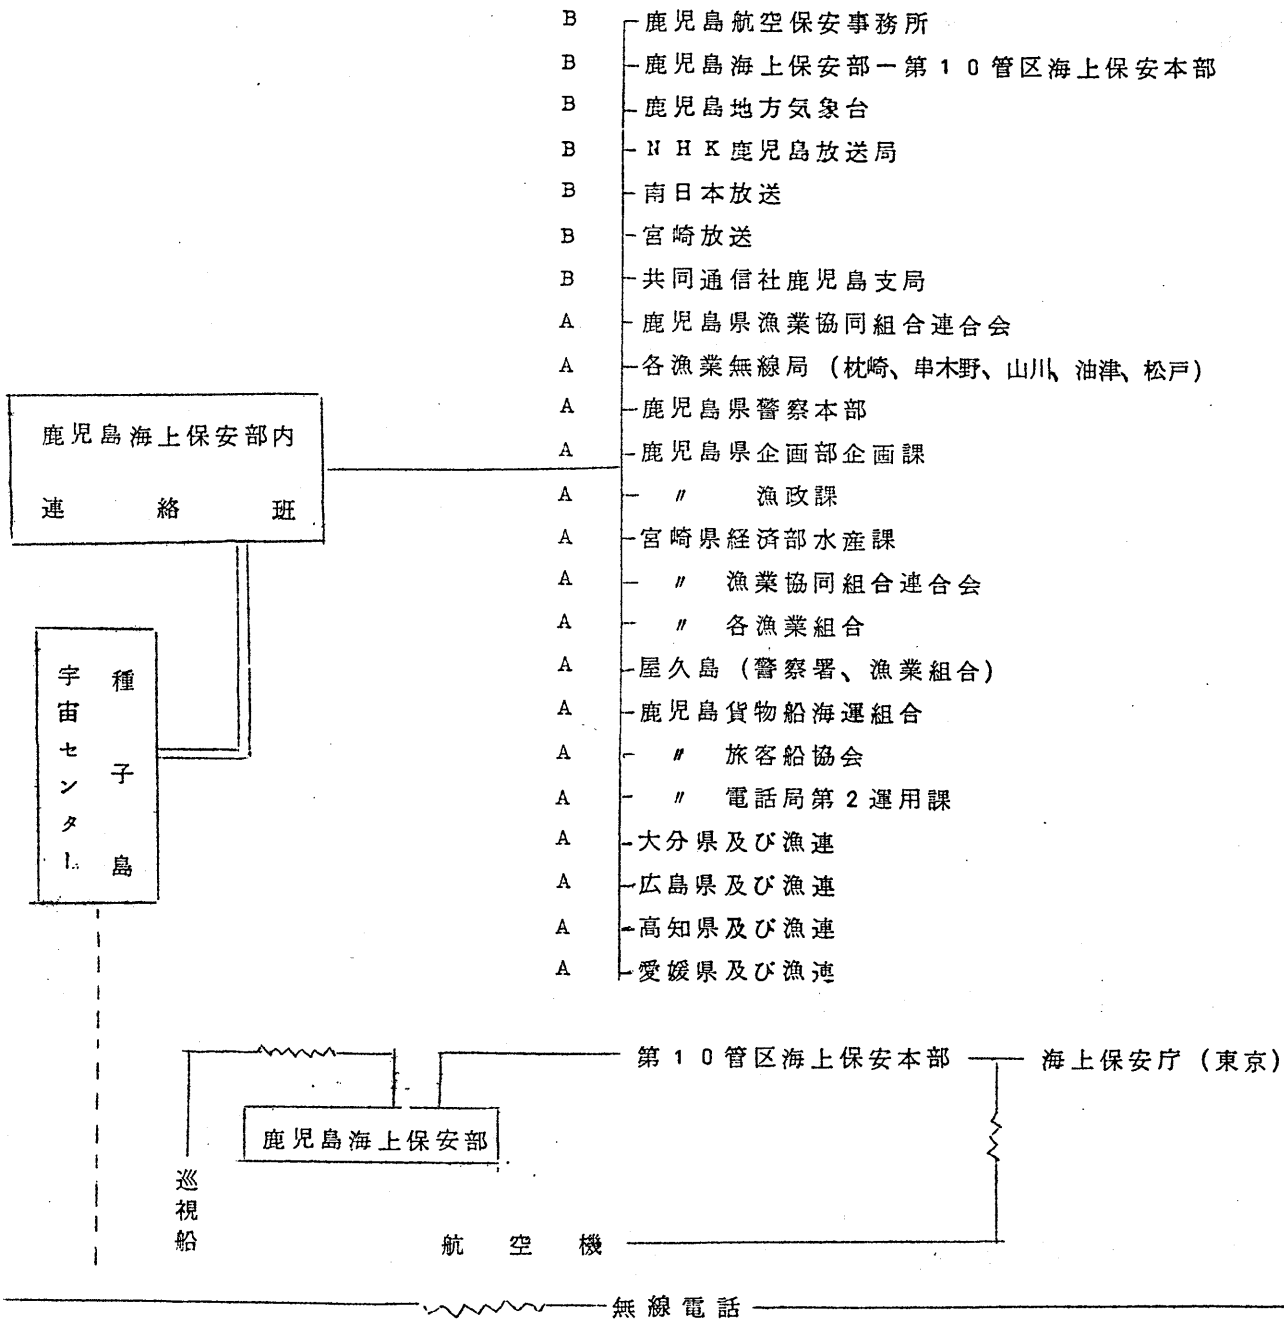 B 鹿児島航空保安事務所
B 鹿児島海上保安部ー第10管区海上保安本部
B 鹿児島地方気象台
B NHK鹿児島放送局
B 南日本放送
B 宮崎放送
B 共同通信社鹿児島支局
A 鹿児島県漁業協同組合連合会
A 各漁業無線局(枕崎、串木野、山川、油津、松戸)
A 鹿児島県警察本部
A 鹿児島県企画部企画課
A 〃 漁政課
A 宮崎県経済部水産課
A 〃 漁業協同組合連合会
A 〃 各漁業組合
A 屋久島(警察署、漁業組合)
A 鹿児島貨物船海運組合
A 〃 旅客船協会
A 〃 電話局第2運用課
A 大分県及び漁連
A 広島県及び漁連
A 高知県及び漁連
A 愛媛県及び漁連
鹿児島海上保安部内
連絡班
種子島
宇宙センター
第10管区海上保安本部 海上保安庁(東京)
鹿児島海上保安部
巡視船
航空機
無線電話